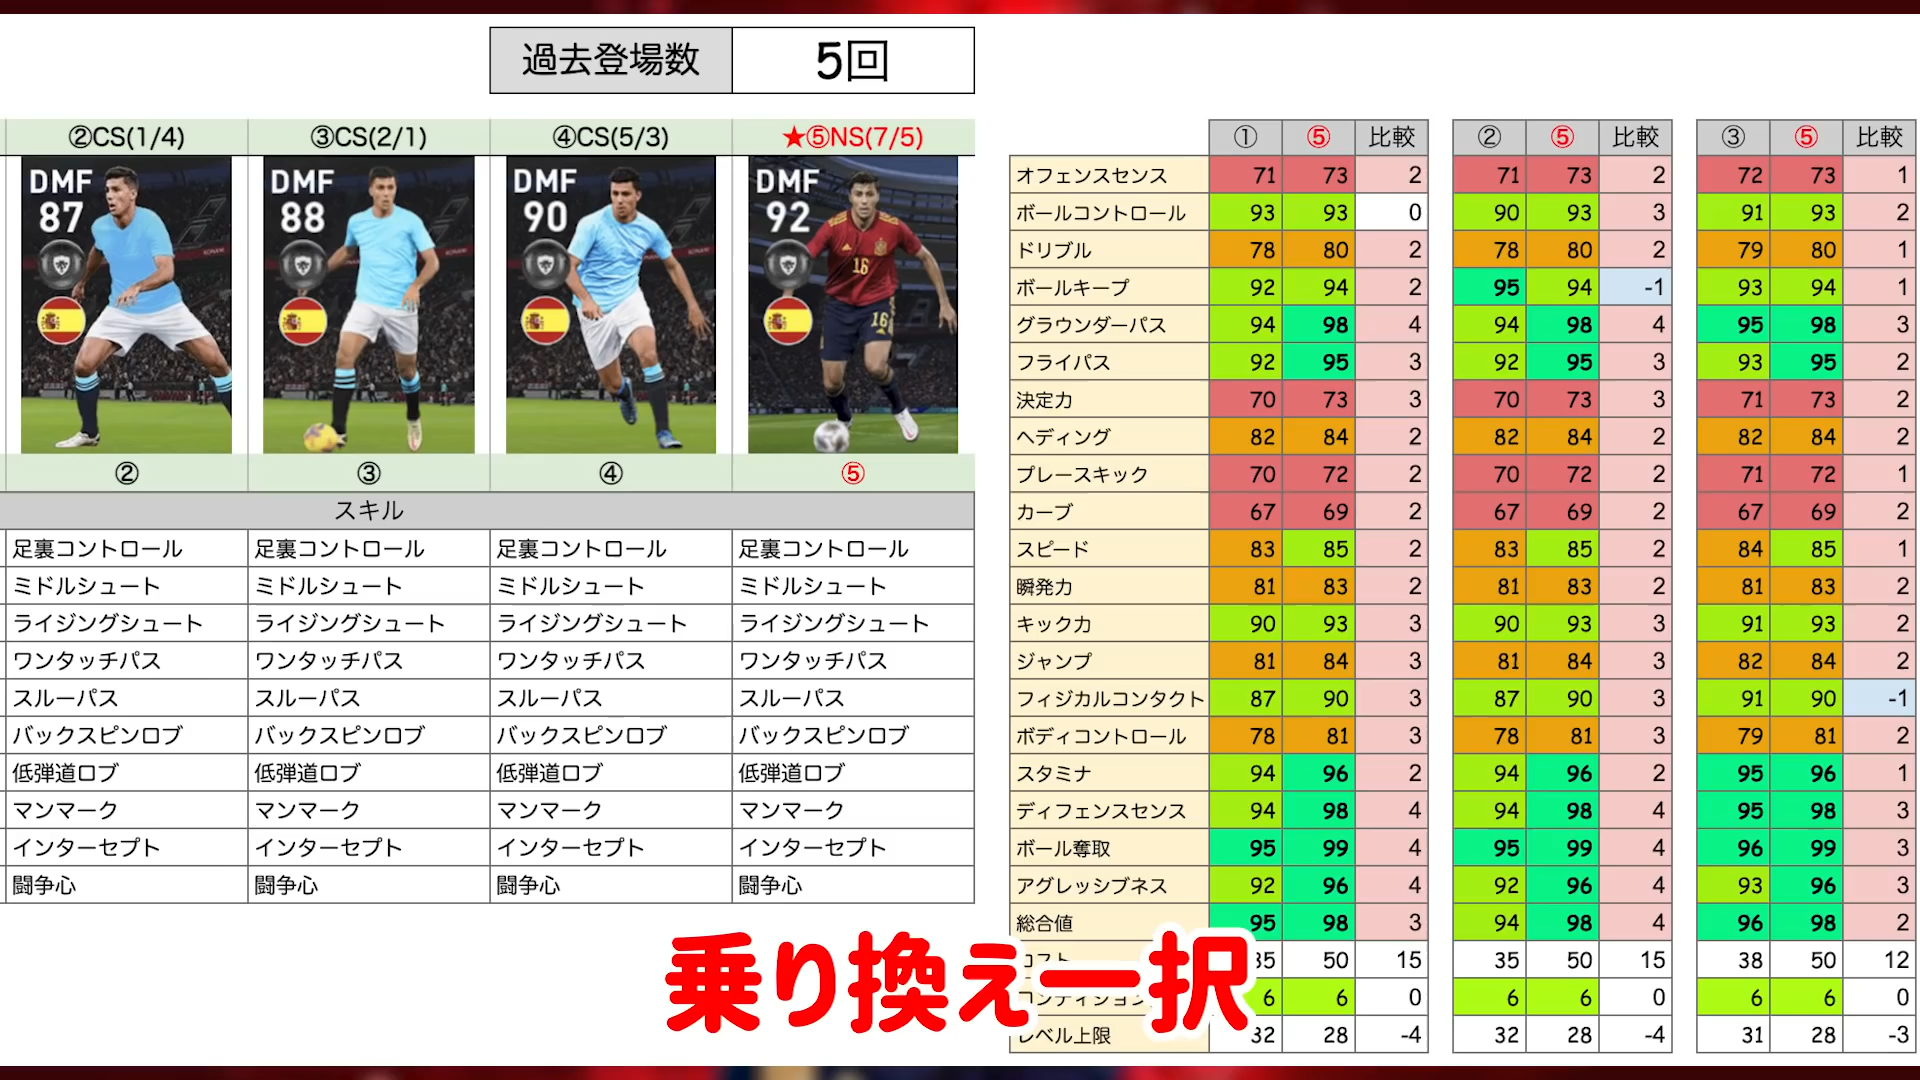 過去登場数 5回
②CS(1/4) ③CS(2/1) ④CS(5/3) ★⑤NS(7/5)
DMF 87 DMF 88 DMF 90 DMF 92
16
16
② ③ ④ ⑤
スキル
足裏コントロール 足裏コントロール 足裏コントロール 足裏コントロール
ミドルシュート ミドルシュート ミドルシュート ミドルシュート
ライジングシュート ライジングシュート ライジングシュート ライジングシュート
ワンタッチパス ワンタッチパス ワンタッチパス ワンタッチパス
スルーパス スルーパス スルーパス スルーパス
バックスピンロブ バックスピンロブ バックスピンロブ バックスピンロブ
低弾道ロブ 低弾道ロブ 低弾道ロブ 低弾道ロブ
マンマーク マンマーク マンマーク マンマーク
インターセプト インターセプト インターセプト インターセプト
闘争心 闘争心 闘争心 闘争心
① ⑤ 比較 ② ⑤ 比較 ③ ⑤ 比較
オフェンスセンス 71 73 2 71 73 2 72 73 1
ボールコントロール 93 93 0 90 93 3 91 93 2
ドリブル 78 80 2 78 80 2 79 80 1
ボールキープ 92 94 2 95 94 -1 93 94 1
グラウンダーパス 94 98 4 94 98 4 95 98 3
フライパス 92 95 3 92 95 3 93 95 2
決定力 70 73 3 70 73 3 71 73 2
ヘディング 82 84 2 82 84 2 82 84 2
プレースキック 70 72 2 70 72 2 71 72 1
カーブ 67 69 2 67 69 2 67 69 2
スピード 83 85 2 83 85 2 84 85 1
瞬発力 81 83 2 81 83 2 81 83 2
キック力 90 93 3 90 93 3 91 93 2
ジャンプ 81 84 3 81 84 3 82 84 2
フィジカルコンタクト 87 90 3 87 90 3 91 90 -1
ボディコントロール 78 81 3 78 81 3 79 81 2
スタミナ 94 96 2 94 96 2 95 96 1
ディフェンスセンス 94 98 4 94 98 4 95 98 3
ボール奪取 95 99 4 95 99 4 96 99 3
アグレッシブネス 92 96 4 92 96 4 93 96 3
総合値 95 98 3 94 98 4 96 98 2
コスト 35 50 15 35 50 15 38 50 12
コンディション 6 6 0 6 6 0 6 6 0
レベル上限 32 28 -4 32 28 -4 31 28 -3
乗り換え一択